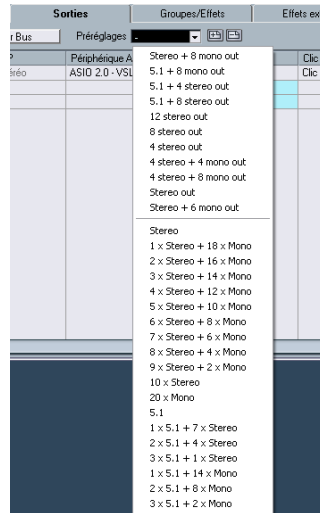 Sorties Groupes/Effets Effets ex
r Bus Préréglages -
Périphérique A Clic
éréo ASIO 2.0 - VSL Clic
Stereo + 8 mono out
5.1 + 8 mono out
5.1 + 4 stereo out
5.1 + 8 stereo out
12 stereo out
8 stereo out
4 stereo out
4 stereo + 4 mono out
4 stereo + 8 mono out
Stereo out
Stereo + 6 mono out
Stereo
1 x Stereo + 18 x Mono
2 x Stereo + 16 x Mono
3 x Stereo + 14 x Mono
4 x Stereo + 12 x Mono
5 x Stereo + 10 x Mono
6 x Stereo + 8 x Mono
7 x Stereo + 6 x Mono
8 x Stereo + 4 x Mono
9 x Stereo + 2 x Mono
10 x Stereo
20 x Mono
5.1
1 x 5.1 + 7 x Stereo
2 x 5.1 + 4 x Stereo
3 x 5.1 + 1 x Stereo
1 x 5.1 + 14 x Mono
2 x 5.1 + 8 x Mono
3 x 5.1 + 2 x Mono